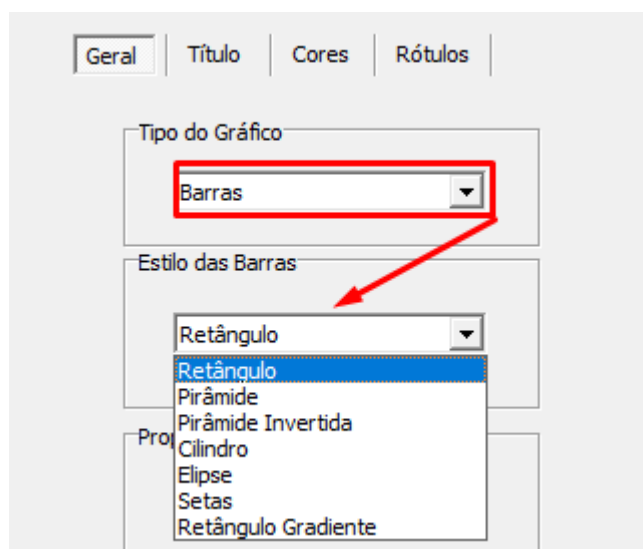 Geral Título Cores Rótulos
Tipo do Gráfico
Barras
Estilo das Barras
Retângulo
Retângulo
Pirâmide
Pirâmide Invertida
Cilindro
Elipse
Setas
Retângulo Gradiente